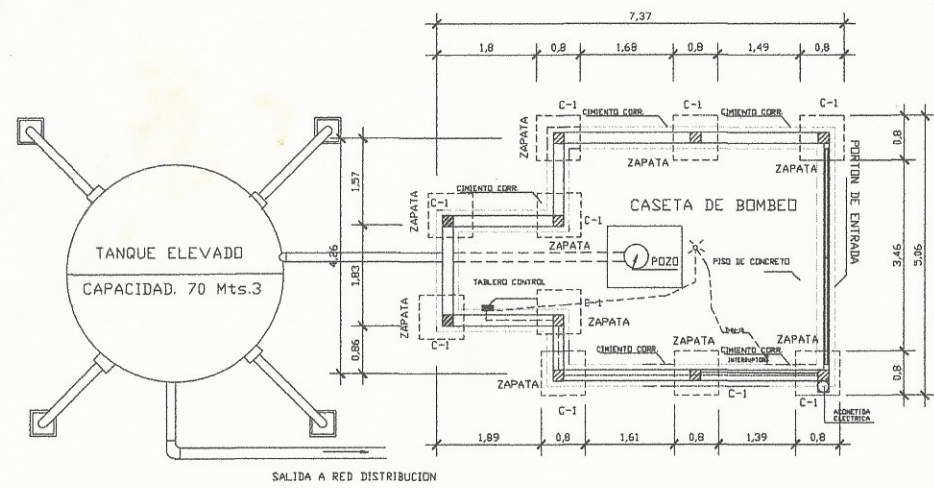 7,37
1,8 0,8 1,68 0,8 1,49 0,8
C-1 C-1 C-1
CIMIENTO CORR. CIMIENTO CORR.
ZAPATA
ZAPATA
ZAPATA
PORTON DE ENTRADA
0,8
3,46
5,06
0,8
1,57
4,26
1,83
0,86
CIMIENTO CORR.
C-1
ZAPATA
C-1
ZAPATA
CASETA DE BOMBEO
TANQUE ELEVADO
CAPACIDAD. 70 Mts.3
POZO
PISO DE CONCRETO
TABLERO CONTROL
C-1
ZAPATA
ZAPATA
C-1
CIMIENTO CORR.
ZAPATA
CIMIENTO CORR.
INTERRUPTOR
ZAPATA
ZAPATA
C-1
C-1
C-1
ACOMETIDA
ELECTRICA
1,89 0,8 1,61 0,8 1,39 0,8
SALIDA A RED DISTRIBUCION